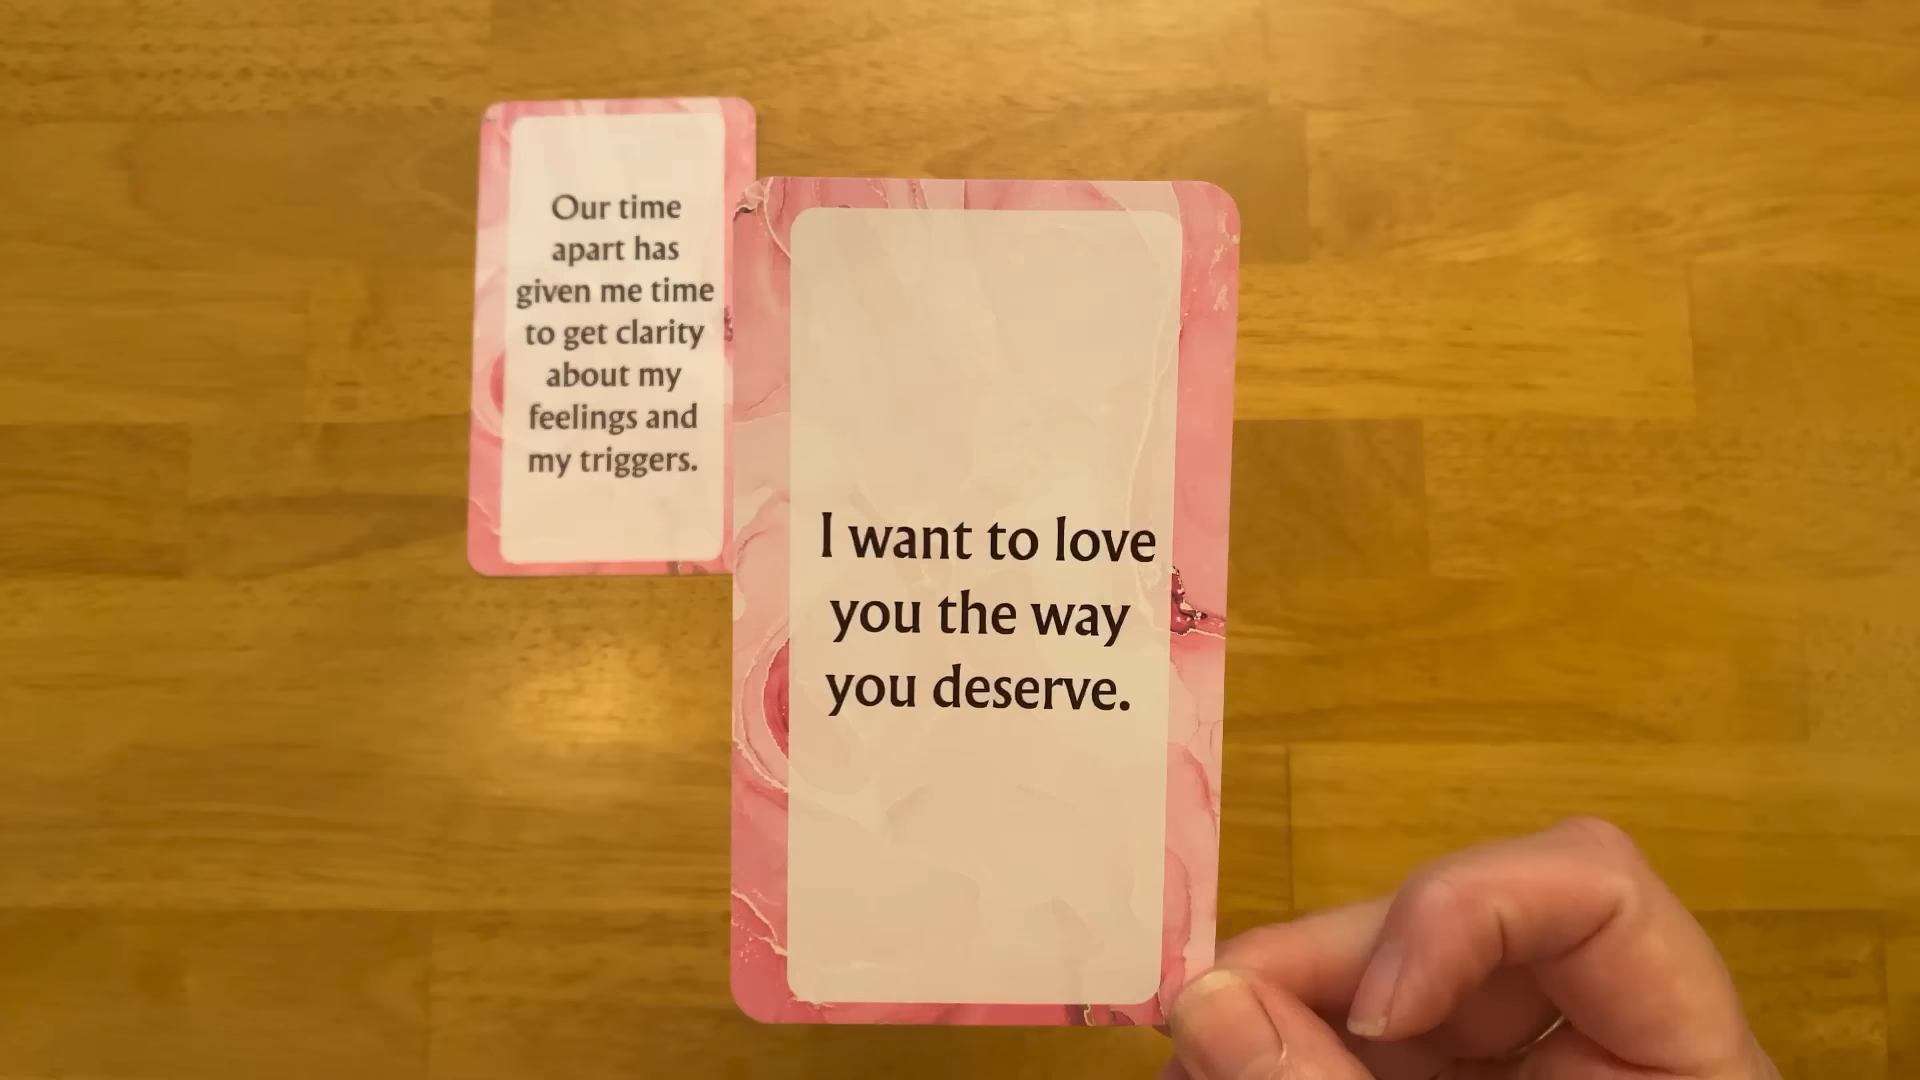 Our time
apart has
given me time
to get clarity
about my
feelings and
my triggers.
I want to love
you the way
you deserve.